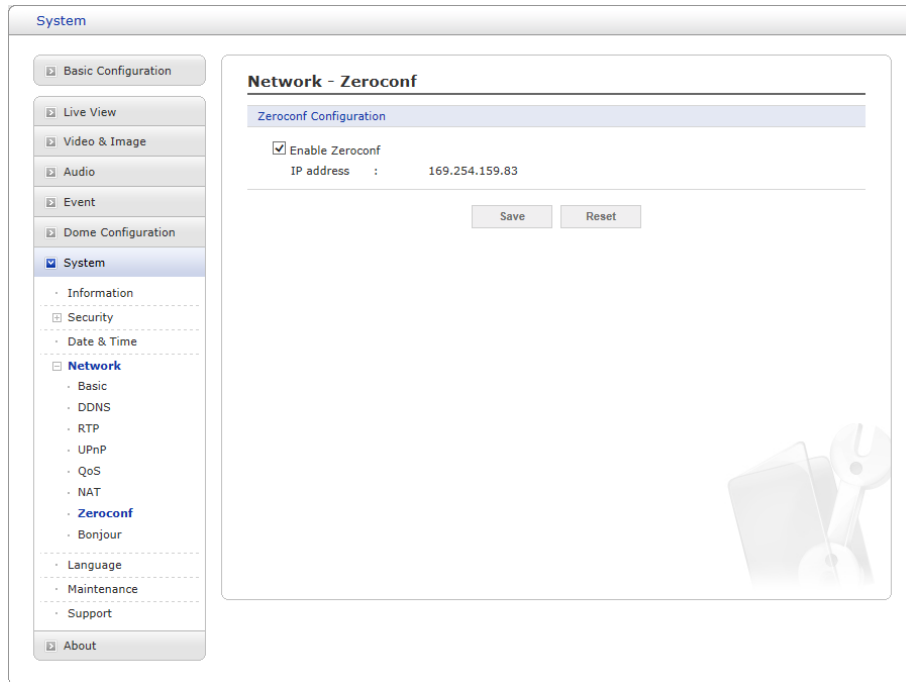 System
Basic Configuration
Live View
Video & Image
Audio
Event
Dome Configuration
System
Information
Security
Date & Time
Network
Basic
DDNS
RTP
UPnP
QoS
NAT
Zeroconf
Bonjour
Language
Maintenance
Support
About
Network - Zeroconf
Zeroconf Configuration
Enable Zeroconf
IP address : 169.254.159.83
Save Reset